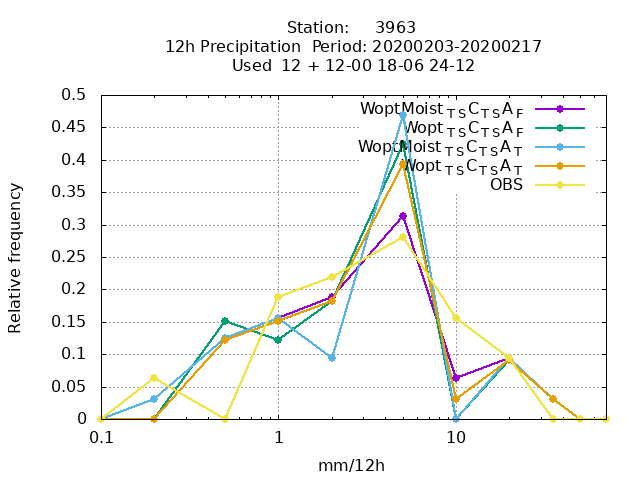 Station: 3963
12h Precipitation Period: 20200203-20200217
Used 12 + 12-00 18-06 24-12
Relative frequency
0.5
0.45
0.4
0.35
0.3
0.25
0.2
0.15
0.1
0.05
0
0.1 1 10
mm/12h
WoptMoist TS C TS A F
Wopt TS C TS A F
WoptMoist TS C TS A T
Wopt TS C TS A T
OBS